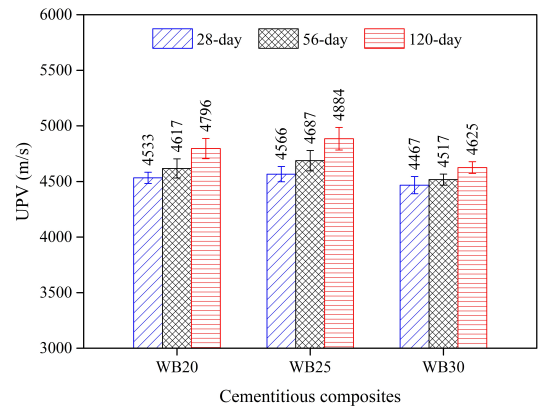 6000
5500
5000
4500
4000
3500
3000
UPV (m/s)
28-day 56-day 120-day
4533 4617 4796 4566 4687 4884 4467 4517 4625
WB20 WB25 WB30
Cementitious composites